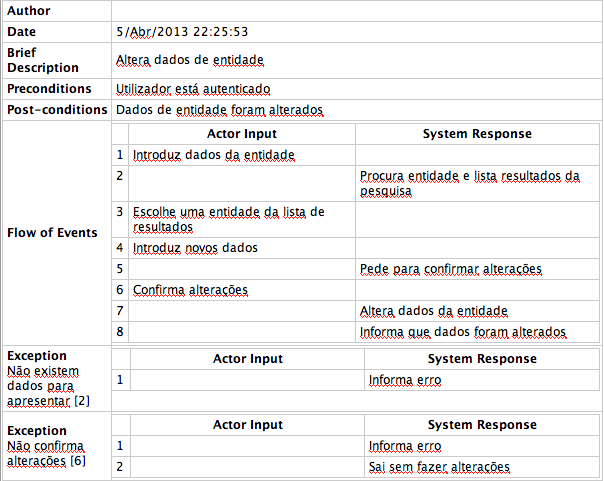 Author
Date 5/Abr/2013 22:25:53
Brief
Description
Altera dados de entidade
Preconditions Utilizador está autenticado
Post-conditions Dados de entidade foram alterados
Flow of Events
Actor Input System Response
1 Introduz dados da entidade
2 Procura entidade e lista resultados da
pesquisa
3 Escolhe uma entidade da lista de
resultados
4 Introduz novos dados
5 Pede para confirmar alterações
6 Confirma alterações
7 Altera dados da entidade
8 Informa que dados foram alterados
Exception
Não existem
dados para
apresentar [2]
Actor Input System Response
1 Informa erro
Exception
Não confirma
alterações [6]
Actor Input System Response
1 Informa erro
2 Sai sem fazer alterações